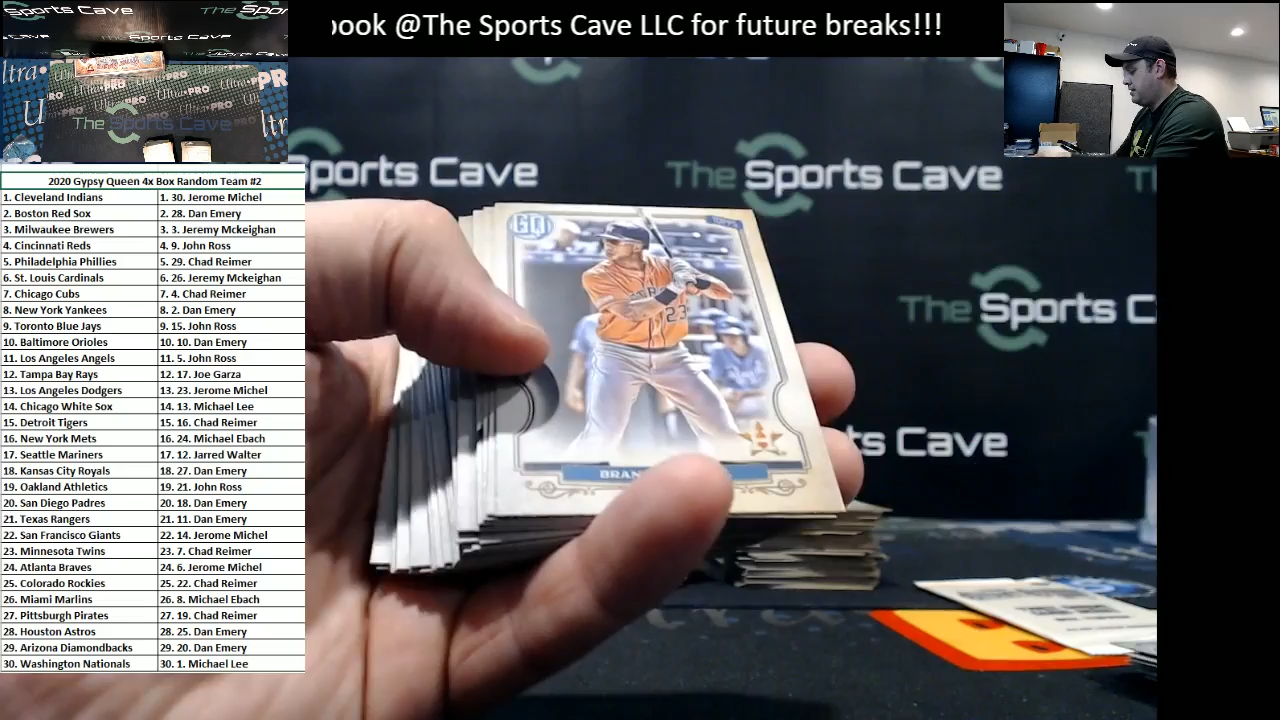 ook @The Sports Cave LLC for future breaks!!!
The Sports Cave
Sports Cave
The Sports Cave
The Sports C
ts Cave
GQ
TOPPS
23
BRAN
2020 Gypsy Queen 4x Box Random Team #2
1. Cleveland Indians 1. 30. Jerome Michel
2. Boston Red Sox 2. 28. Dan Emery
3. Milwaukee Brewers 3. 3. Jeremy Mckeighan
4. Cincinnati Reds 4. 9. John Ross
5. Philadelphia Phillies 5. 29. Chad Reimer
6. St. Louis Cardinals 6. 26. Jeremy Mckeighan
7. Chicago Cubs 7. 4. Chad Reimer
8. New York Yankees 8. 2. Dan Emery
9. Toronto Blue Jays 9. 15. John Ross
10. Baltimore Orioles 10. 10. Dan Emery
11. Los Angeles Angels 11. 5. John Ross
12. Tampa Bay Rays 12. 17. Joe Garza
13. Los Angeles Dodgers 13. 23. Jerome Michel
14. Chicago White Sox 14. 13. Michael Lee
15. Detroit Tigers 15. 16. Chad Reimer
16. New York Mets 16. 24. Michael Ebach
17. Seattle Mariners 17. 12. Jarred Walter
18. Kansas City Royals 18. 27. Dan Emery
19. Oakland Athletics 19. 21. John Ross
20. San Diego Padres 20. 18. Dan Emery
21. Texas Rangers 21. 11. Dan Emery
22. San Francisco Giants 22. 14. Jerome Michel
23. Minnesota Twins 23. 7. Chad Reimer
24. Atlanta Braves 24. 6. Jerome Michel
25. Colorado Rockies 25. 22. Chad Reimer
26. Miami Marlins 26. 8. Michael Ebach
27. Pittsburgh Pirates 27. 19. Chad Reimer
28. Houston Astros 28. 25. Dan Emery
29. Arizona Diamondbacks 29. 20. Dan Emery
30. Washington Nationals 30. 1. Michael Lee